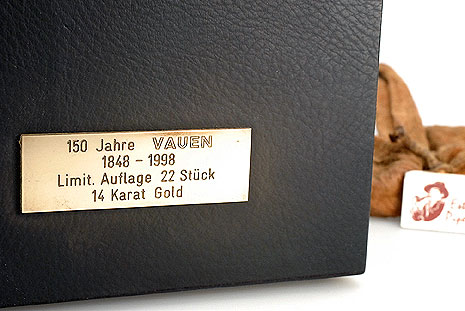 150 Jahre VAUEN
1848 - 1998
Limit. Auflage 22 Stück
14 Karat Gold